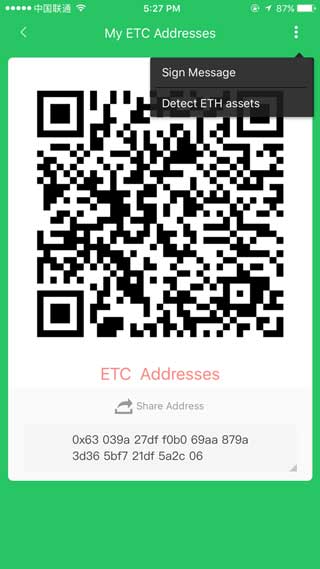 中国联通 5:27 PM 87%
My ETC Addresses
Sign Message
Detect ETH assets
ETC Addresses
Share Address
0x63 039a 27df f0b0 69aa 879a
3d36 5bf7 21df 5a2c 06